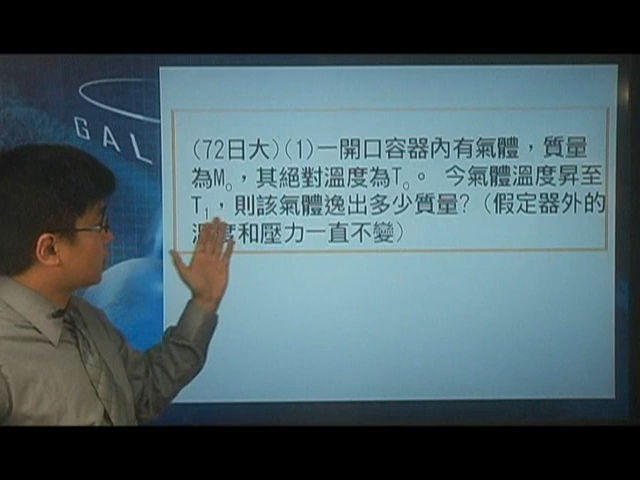 GAL
(72日大)(1)一開口容器內有氣體，質量
為M₀，其絕對溫度為T₀。 今氣體溫度昇至
T₁，則該氣體逸出多少質量?(假定器外的
溫度和壓力一直不變)